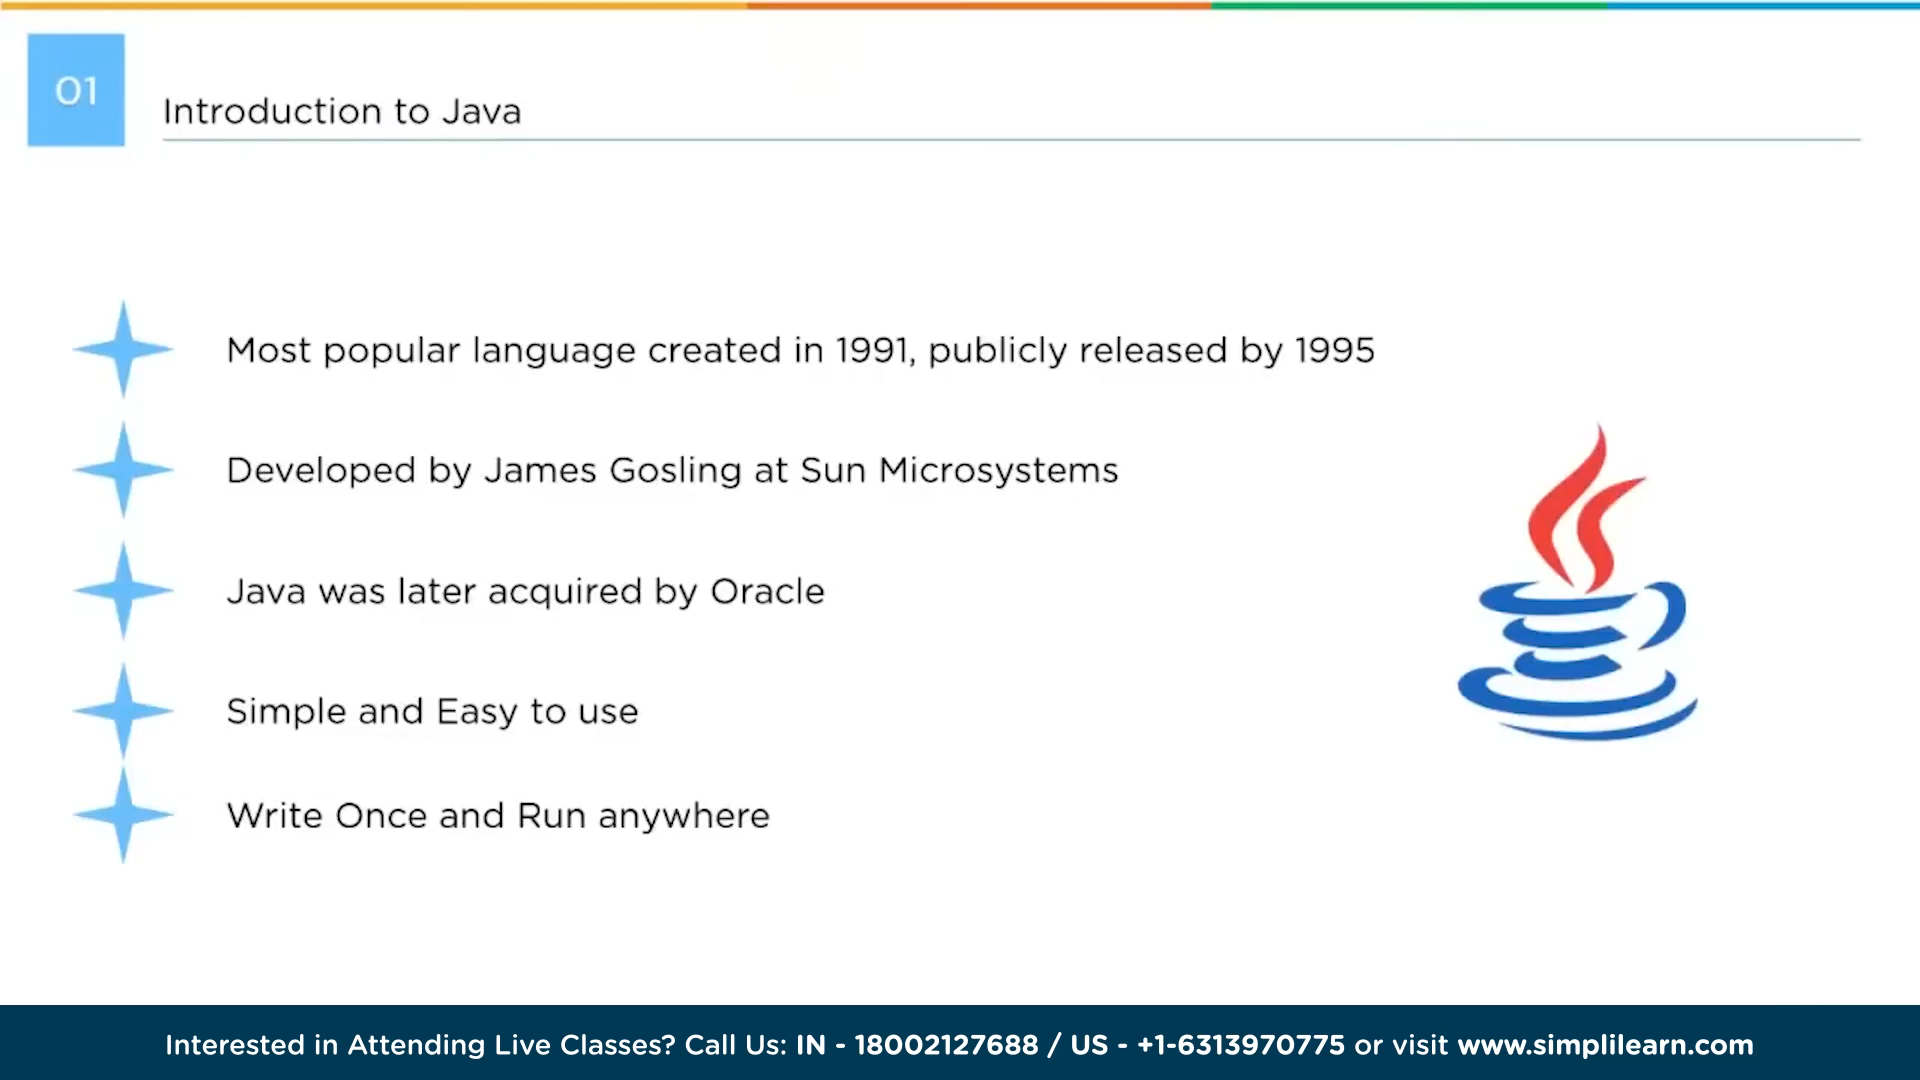 01
Introduction to Java
Most popular language created in 1991, publicly released by 1995
Developed by James Gosling at Sun Microsystems
Java was later acquired by Oracle
Simple and Easy to use
Write Once and Run anywhere
Interested in Attending Live Classes? Call Us: IN - 18002127688 / US - +1-6313970775 or visit www.simplilearn.com